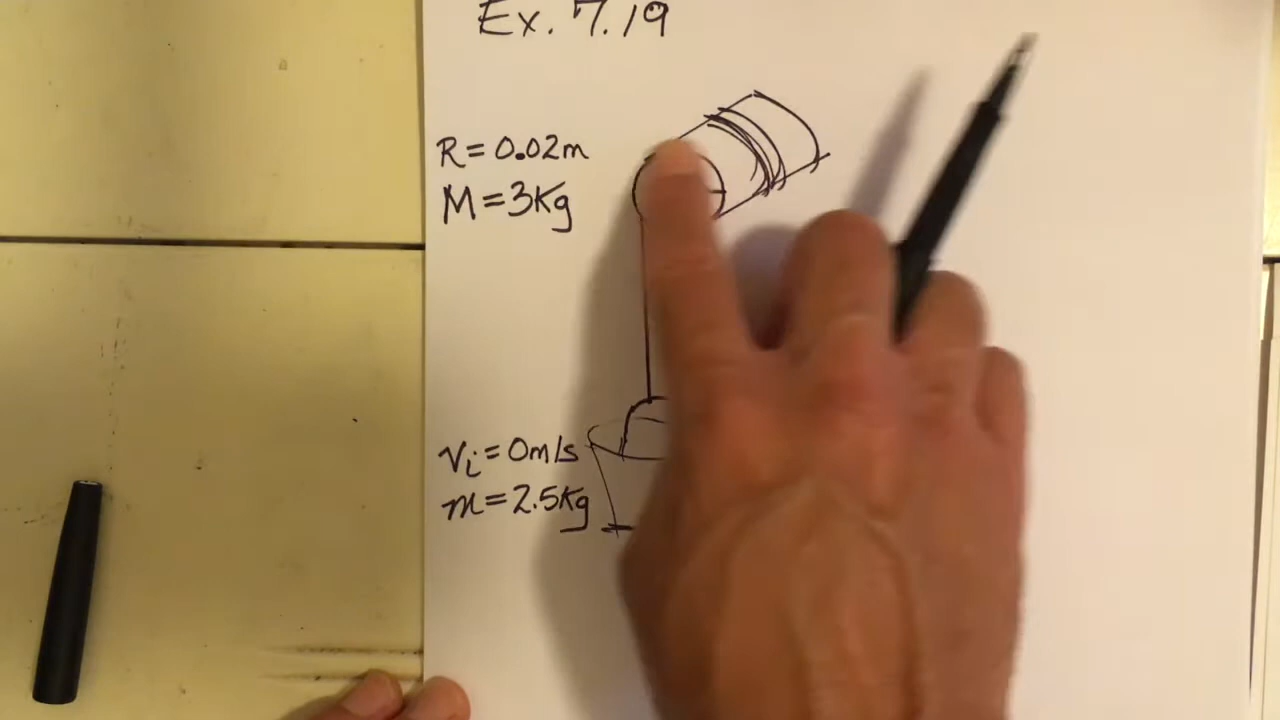 Ex. 7.19
R = 0.02m
M = 3Kg
vi = 0m/s
m = 2.5Kg